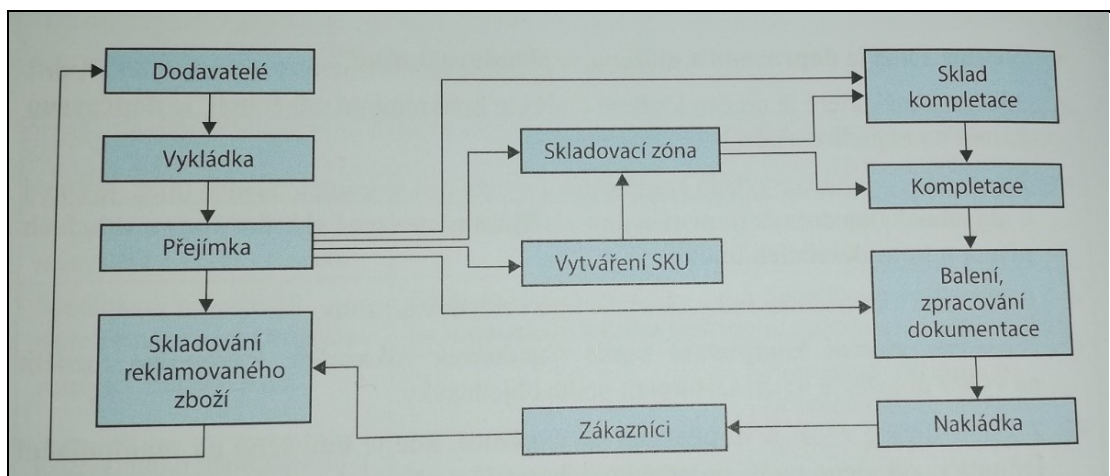 Dodavatelé
Vykládka
Přejímka
Skladování
reklamovaného
zboží
Skladovací zóna
Vytváření SKU
Zákazníci
Sklad
kompletace
Kompletace
Balení,
zpracování
dokumentace
Nakládka